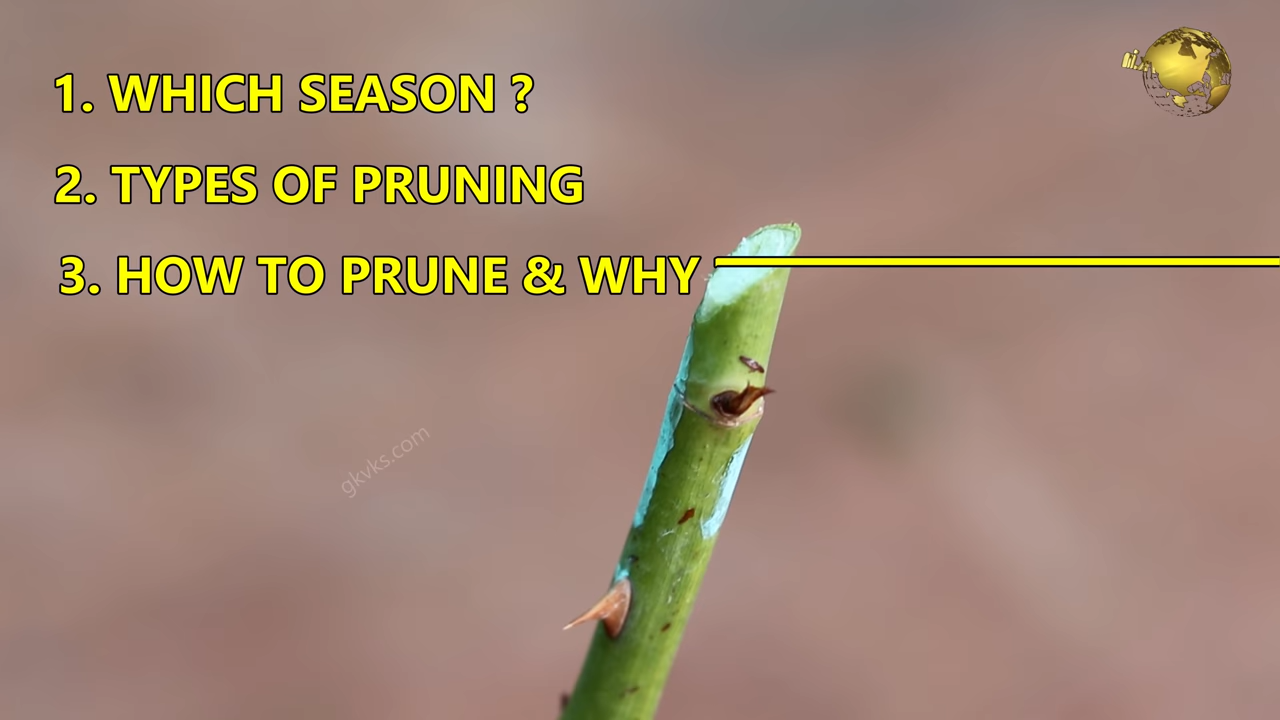 1. WHICH SEASON ?
2. TYPES OF PRUNING
3. HOW TO PRUNE & WHY
gkvks.com